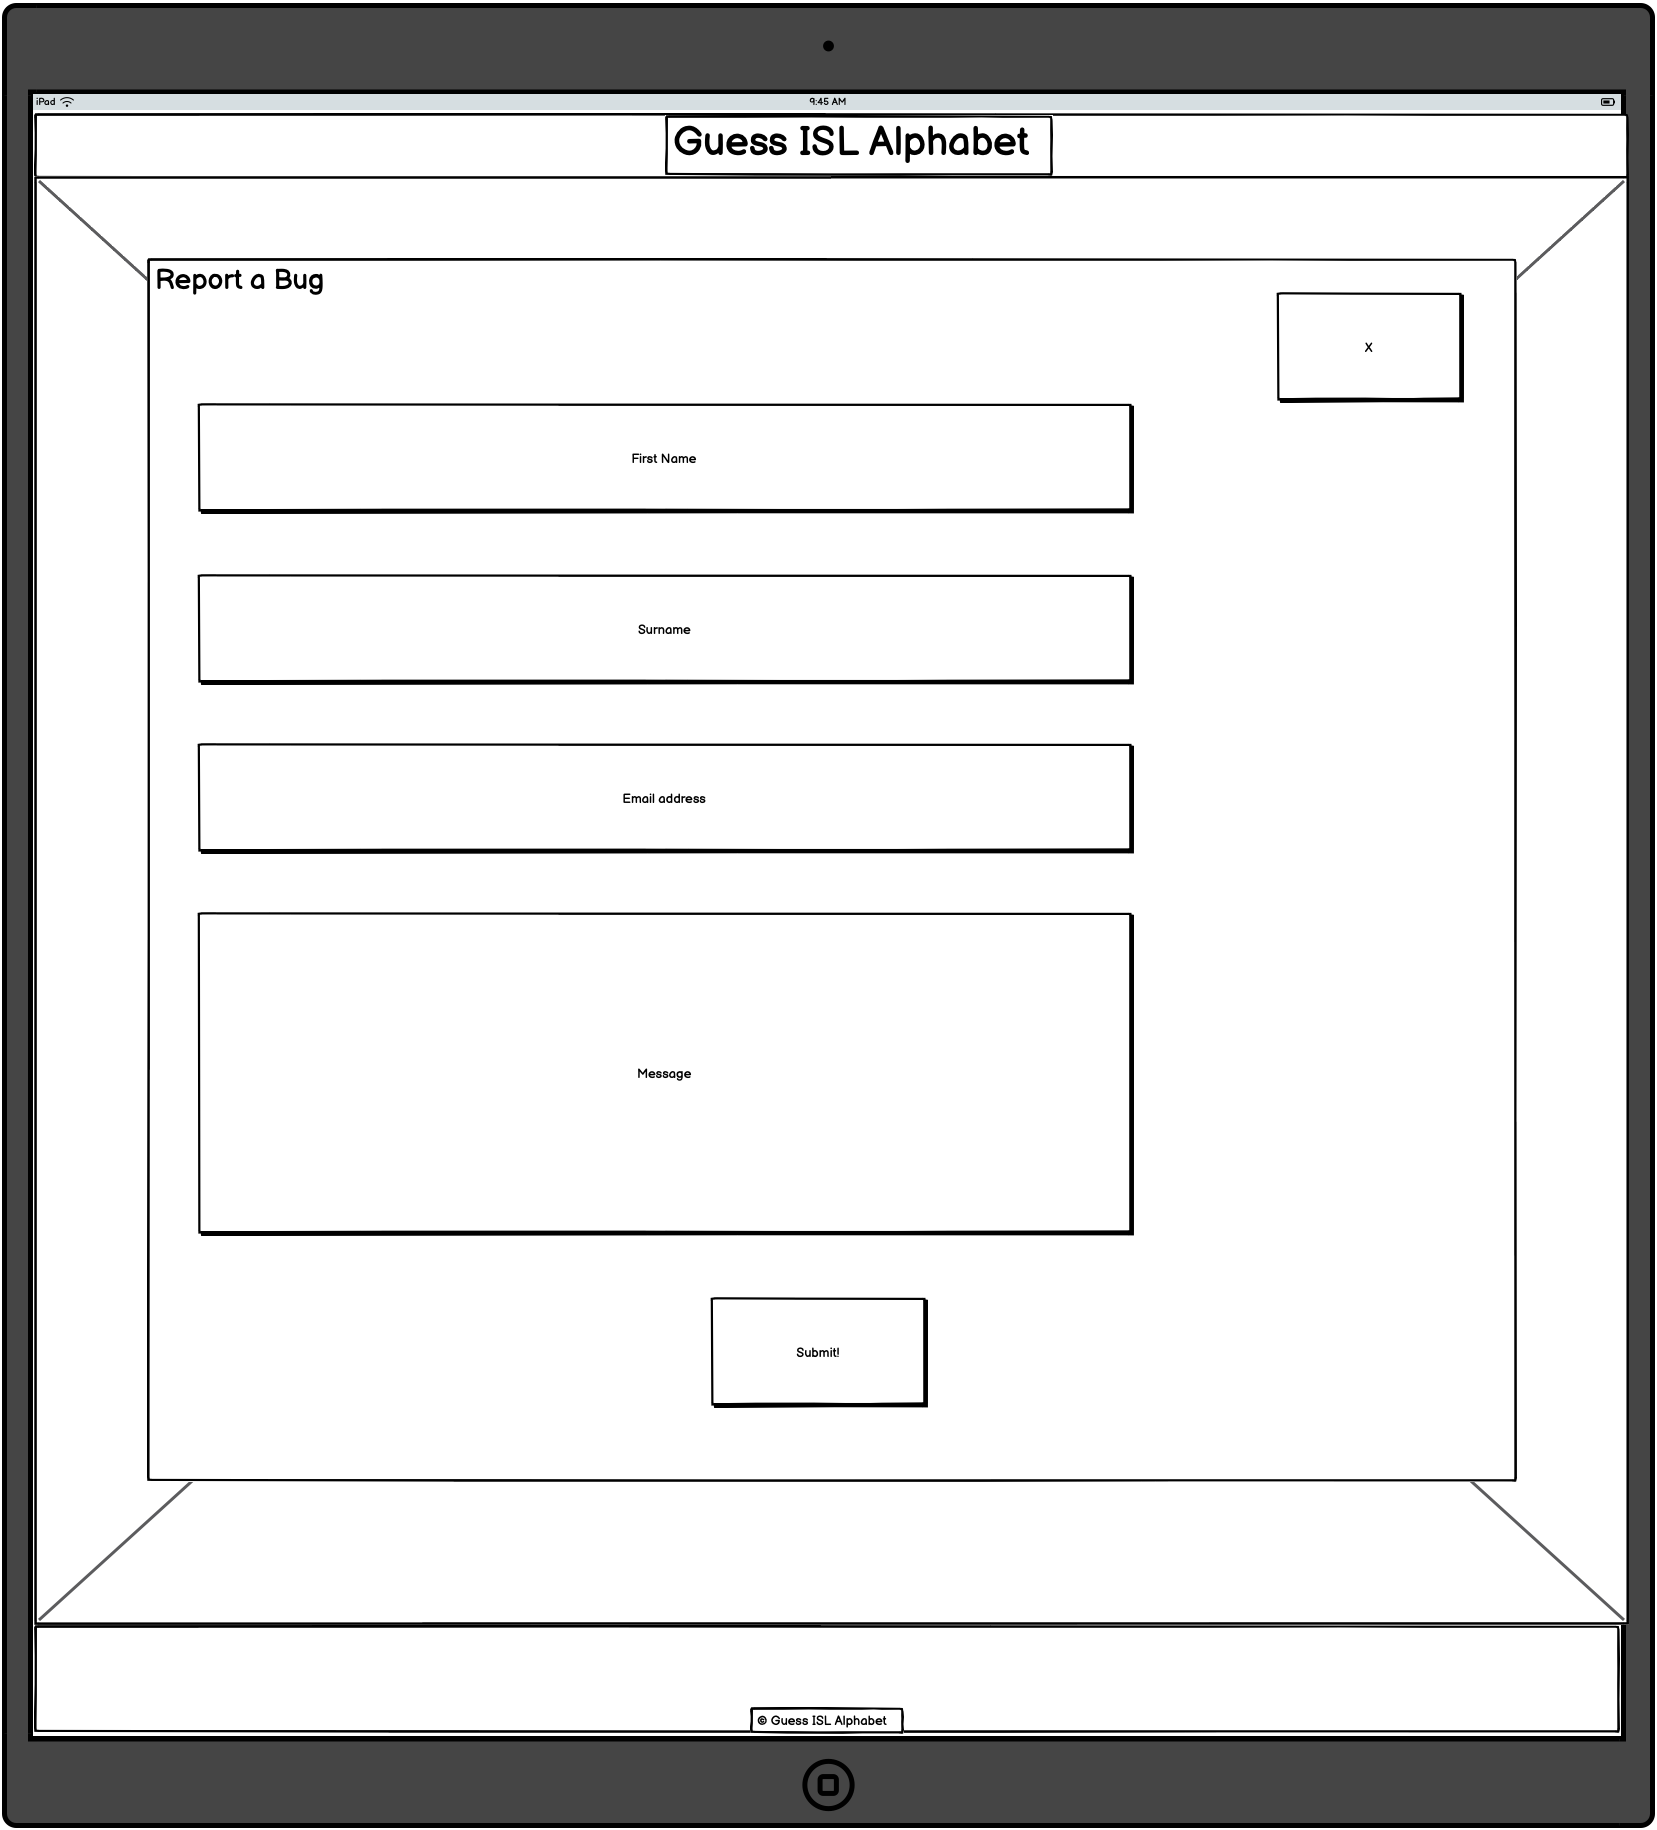 iPad
9:45 AM
Guess ISL Alphabet
Report a Bug
X
First Name
Surname
Email address
Message
Submit!
© Guess ISL Alphabet